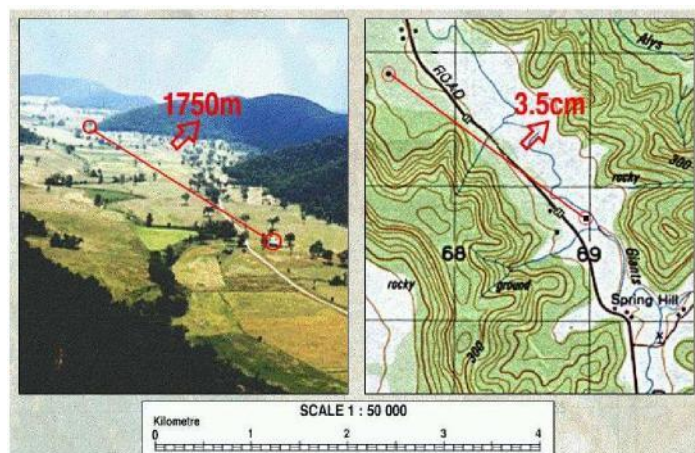 1750m
3.5cm
Alys
ROAD
300
rocky
68
69
Giants
rocky
ground
Spring Hill
300
SCALE 1 : 50 000
Kilometre
0 1 2 3 4